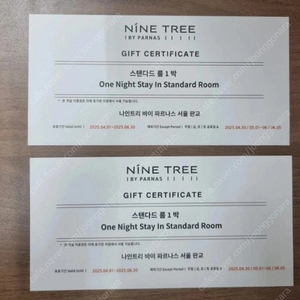 NINE TREE
| BY PARNAS | | | |
GIFT CERTIFICATE
스탠다드 룸 1 박
One Night Stay In Standard Room
나인트리 바이 파르나스 서울 판교
2025.04.01~2025.06.30
NINE TREE
| BY PARNAS | | | |
GIFT CERTIFICATE
스탠다드 룸 1 박
One Night Stay In Standard Room
나인트리 바이 파르나스 서울 판교
2025.04.01~2025.06.30